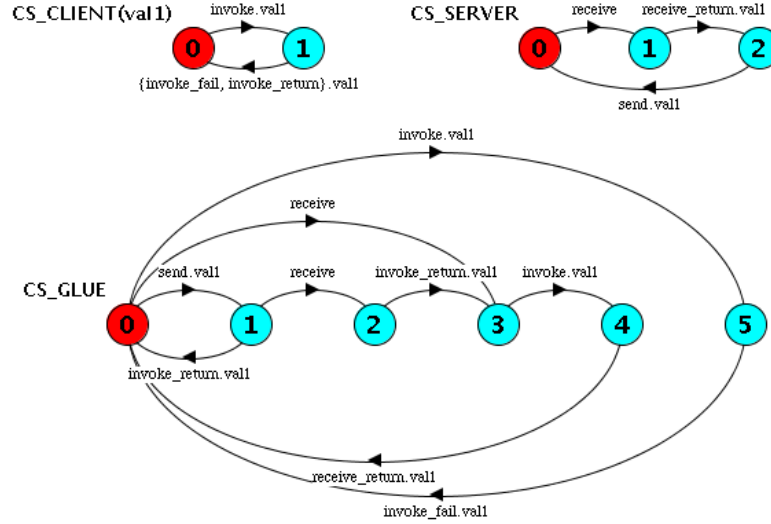 CS_CLIENT(val1)
invoke.val1
0
1
{invoke_fail, invoke_return}.val1
CS_SERVER
receive
receive_return.val1
0
1
2
send.val1
CS_GLUE
invoke.val1
receive
send.val1
receive
invoke_return.val1
invoke.val1
0
1
2
3
4
5
invoke_return.val1
receive_return.val1
invoke_fail.val1